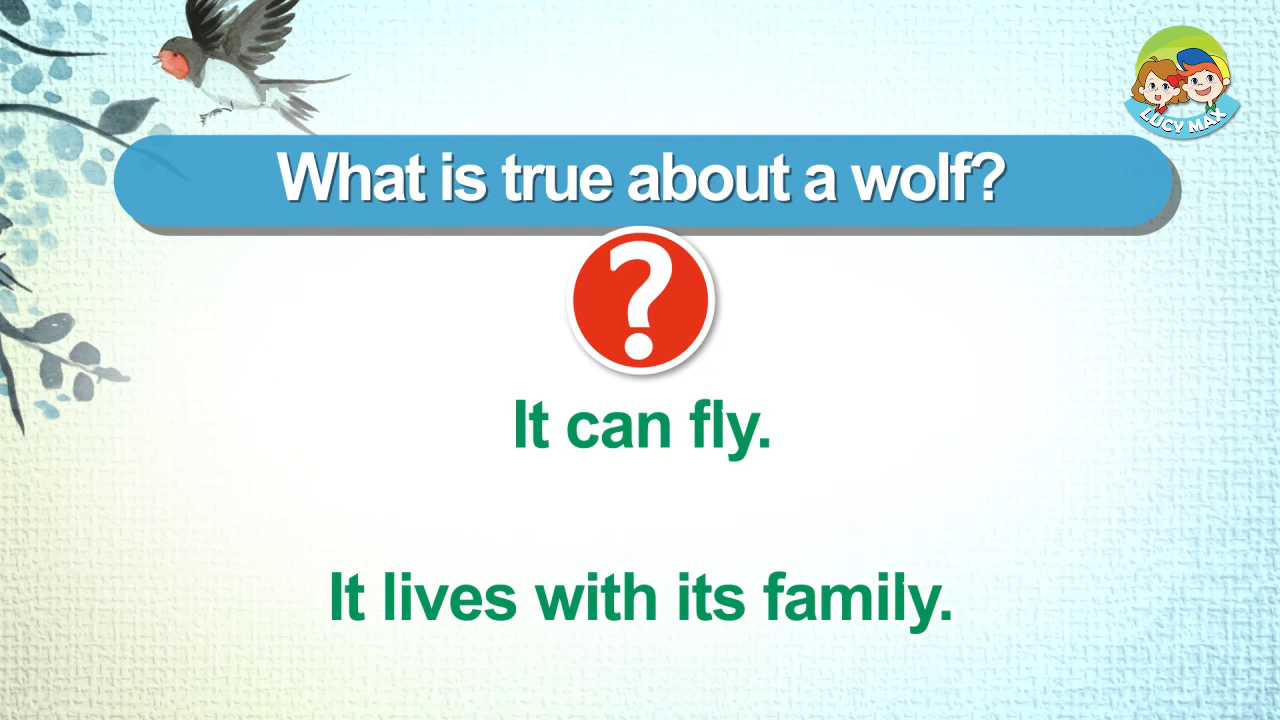 LUCY MAX
What is true about a wolf?
?
It can fly.
It lives with its family.